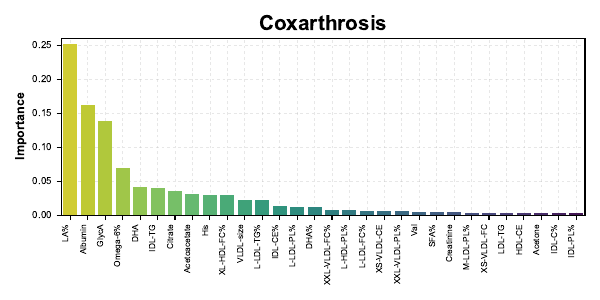 Coxarthrosis
Importance
0.25
0.20
0.15
0.10
0.05
0.00
LA%
Albumin
GlycA
Omega-6%
DHA
IDL-TG
Citrate
Acetoacetate
His
XL-HDL-FC%
VLDL-size
L-LDL-TG%
IDL-CE%
L-LDL-PL%
DHA%
XXL-VLDL-FC%
L-HDL-PL%
L-LDL-FC%
XS-VLDL-CE
XXL-VLDL-PL%
Val
SFA%
Creatinine
M-LDL-PL%
XS-VLDL-FC
LDL-TG
HDL-CE
Acetone
IDL-C%
IDL-PL%